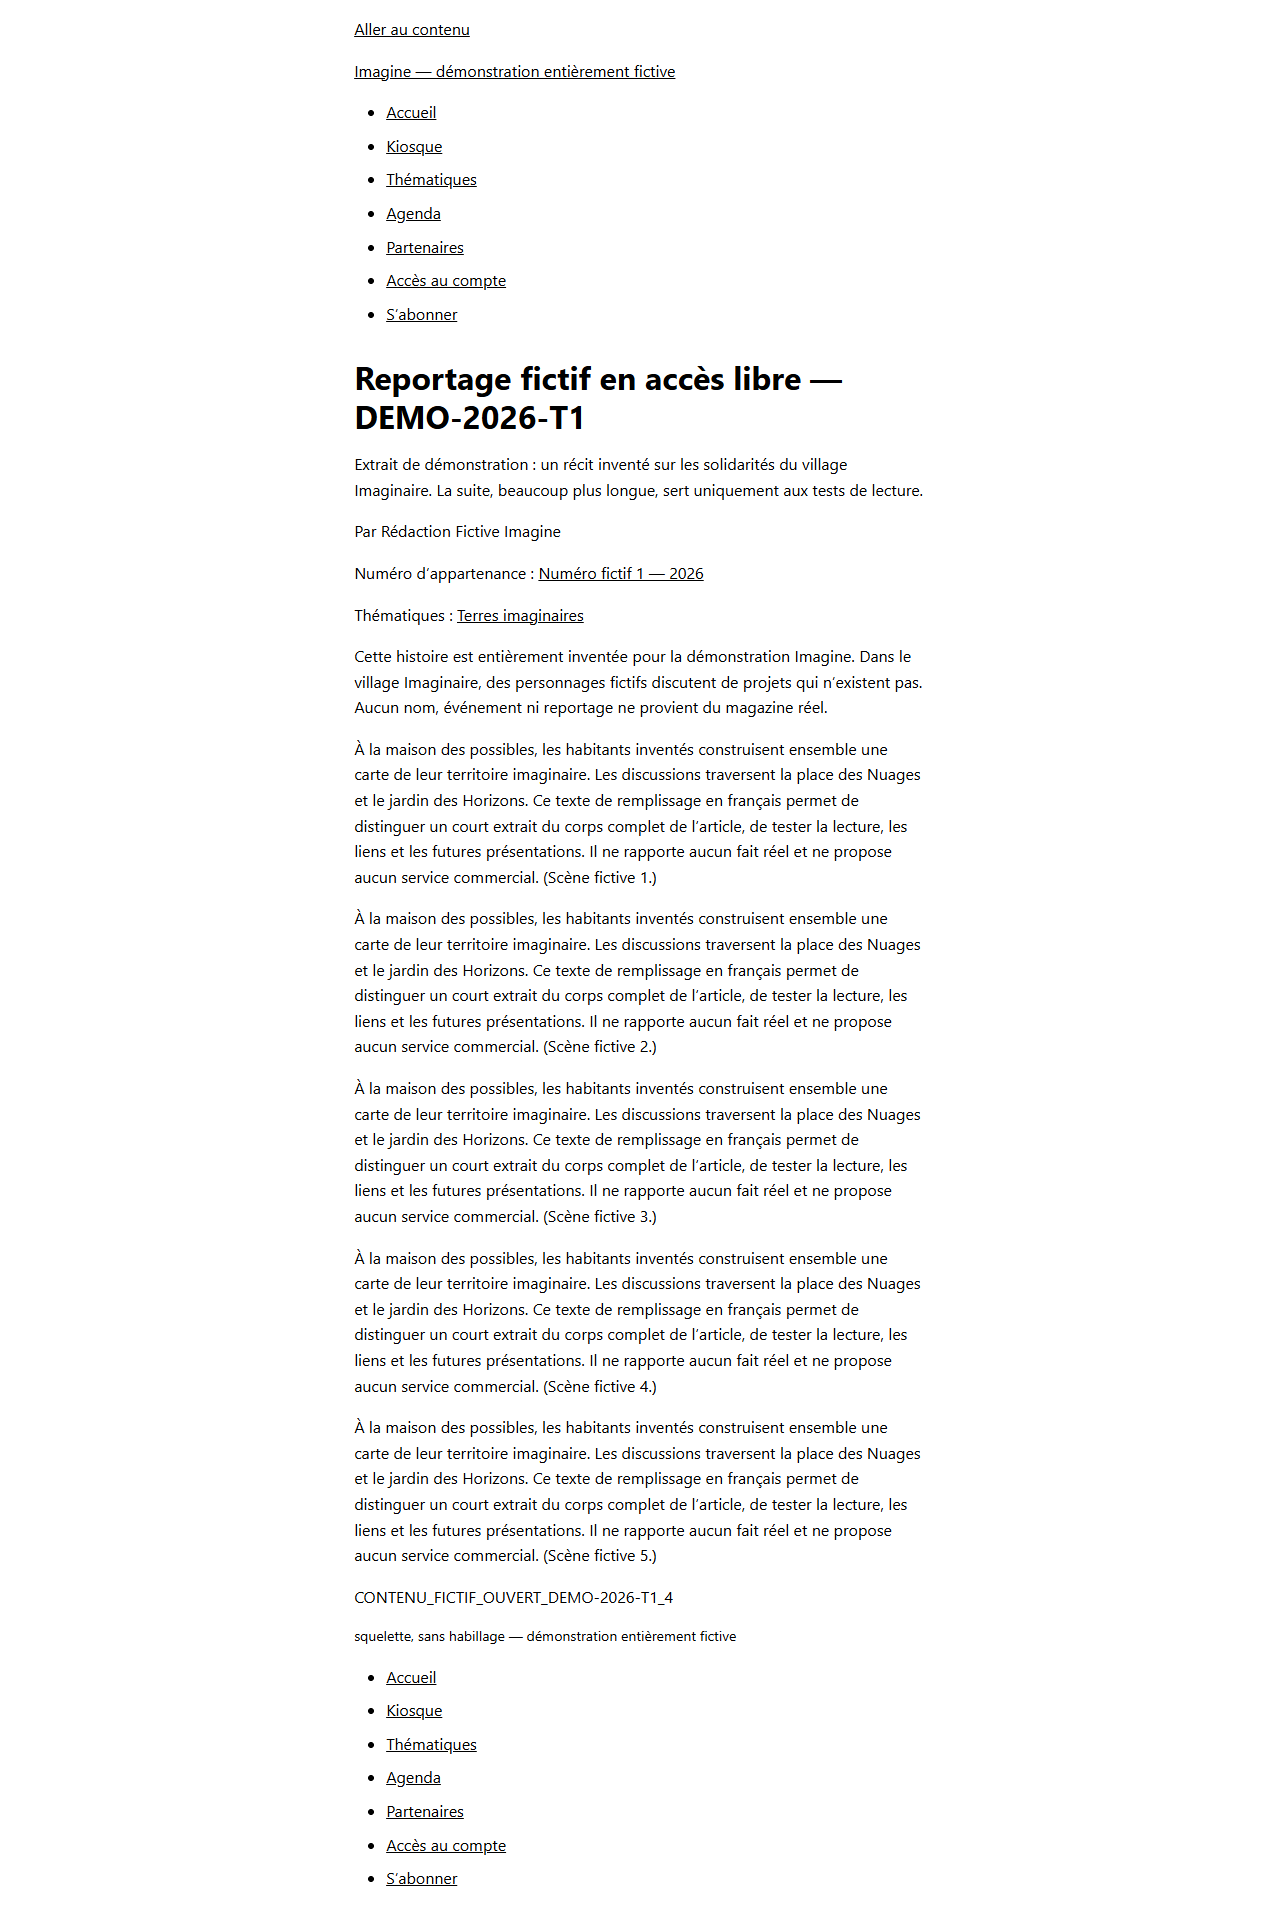 Aller au contenu
Imagine — démonstration entièrement fictive
Accueil
Kiosque
Thématiques
Agenda
Partenaires
Accès au compte
S’abonner
Reportage fictif en accès libre —
DEMO-2026-T1
Extrait de démonstration : un récit inventé sur les solidarités du village
Imaginaire. La suite, beaucoup plus longue, sert uniquement aux tests de lecture.
Par Rédaction Fictive Imagine
Numéro d’appartenance : Numéro fictif 1 — 2026
Thématiques : Terres imaginaires
Cette histoire est entièrement inventée pour la démonstration Imagine. Dans le
village Imaginaire, des personnages fictifs discutent de projets qui n’existent pas.
Aucun nom, événement ni reportage ne provient du magazine réel.
À la maison des possibles, les habitants inventés construisent ensemble une
carte de leur territoire imaginaire. Les discussions traversent la place des Nuages
et le jardin des Horizons. Ce texte de remplissage en français permet de
distinguer un court extrait du corps complet de l’article, de tester la lecture, les
liens et les futures présentations. Il ne rapporte aucun fait réel et ne propose
aucun service commercial. (Scène fictive 1.)
À la maison des possibles, les habitants inventés construisent ensemble une
carte de leur territoire imaginaire. Les discussions traversent la place des Nuages
et le jardin des Horizons. Ce texte de remplissage en français permet de
distinguer un court extrait du corps complet de l’article, de tester la lecture, les
liens et les futures présentations. Il ne rapporte aucun fait réel et ne propose
aucun service commercial. (Scène fictive 2.)
À la maison des possibles, les habitants inventés construisent ensemble une
carte de leur territoire imaginaire. Les discussions traversent la place des Nuages
et le jardin des Horizons. Ce texte de remplissage en français permet de
distinguer un court extrait du corps complet de l’article, de tester la lecture, les
liens et les futures présentations. Il ne rapporte aucun fait réel et ne propose
aucun service commercial. (Scène fictive 3.)
À la maison des possibles, les habitants inventés construisent ensemble une
carte de leur territoire imaginaire. Les discussions traversent la place des Nuages
et le jardin des Horizons. Ce texte de remplissage en français permet de
distinguer un court extrait du corps complet de l’article, de tester la lecture, les
liens et les futures présentations. Il ne rapporte aucun fait réel et ne propose
aucun service commercial. (Scène fictive 4.)
À la maison des possibles, les habitants inventés construisent ensemble une
carte de leur territoire imaginaire. Les discussions traversent la place des Nuages
et le jardin des Horizons. Ce texte de remplissage en français permet de
distinguer un court extrait du corps complet de l’article, de tester la lecture, les
liens et les futures présentations. Il ne rapporte aucun fait réel et ne propose
aucun service commercial. (Scène fictive 5.)
CONTENU_FICTIF_OUVERT_DEMO-2026-T1_4
squelette, sans habillage — démonstration entièrement fictive
Accueil
Kiosque
Thématiques
Agenda
Partenaires
Accès au compte
S’abonner